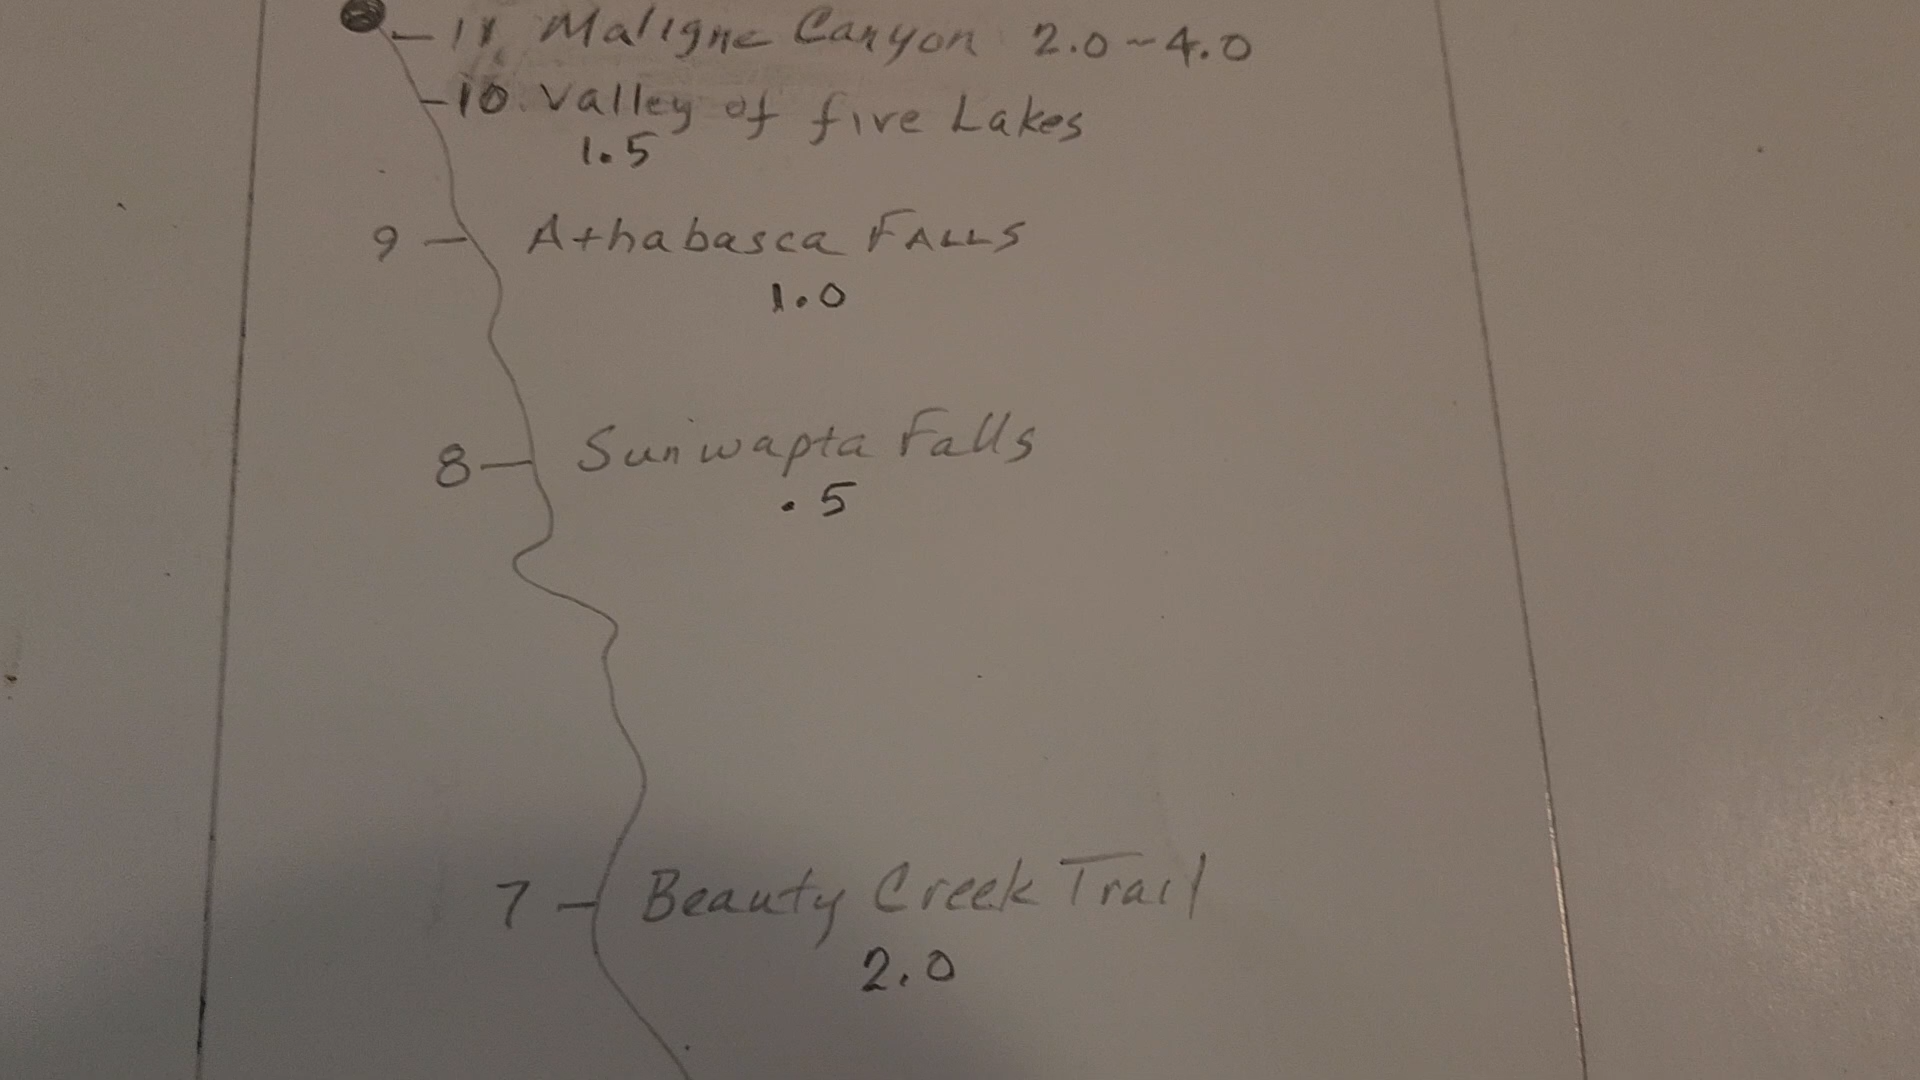 - 11. Maligne Canyon 2.0 - 4.0
-10. Valley of five Lakes
1.5
9 - Athabasca FALLS
1.0
8 - Sunwapta Falls
.5
7 - Beauty Creek Trail
2.0